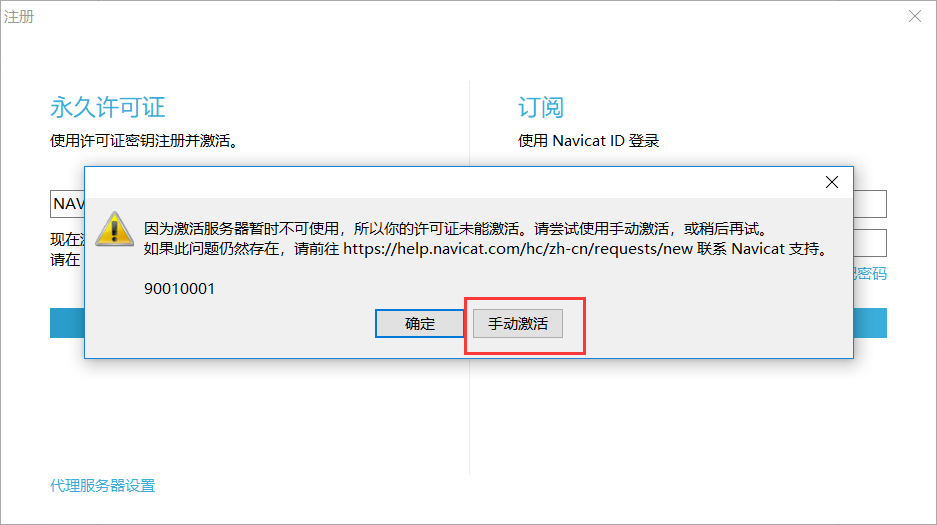 注册
永久许可证
使用许可证密钥注册并激活。
订阅
使用 Navicat ID 登录
NAV
现在
请在
因为激活服务器暂时不可使用，所以你的许可证未能激活。请尝试使用手动激活，或稍后再试。
如果此问题仍然存在，请前往 https://help.navicat.com/hc/zh-cn/requests/new 联系 Navicat 支持。
90010001
确定
手动激活
密码
代理服务器设置